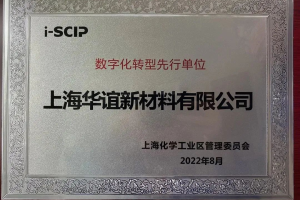 i-SCIP
数字化转型先行单位
上海华谊新材料有限公司
上海化学工业区管理委员会
2022年8月